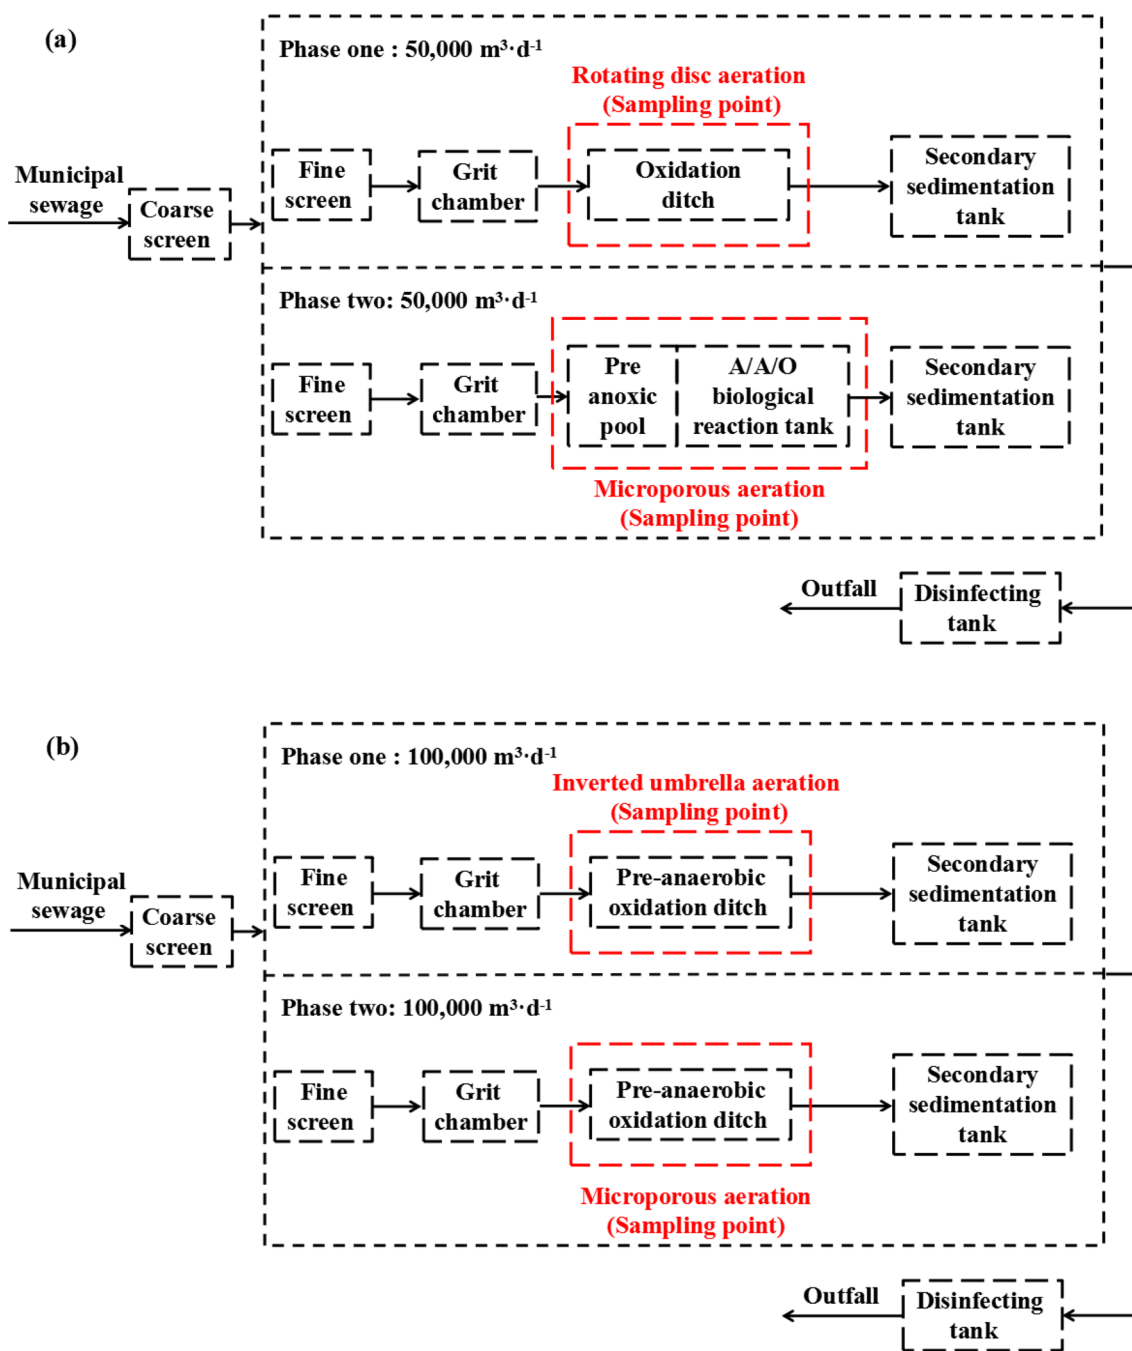 (a)
Phase one : 50,000 m³·d⁻¹
Rotating disc aeration
(Sampling point)
Municipal
sewage
Coarse
screen
Fine
screen
Grit
chamber
Oxidation
ditch
Secondary
sedimentation
tank
Phase two: 50,000 m³·d⁻¹
Fine
screen
Grit
chamber
Pre
anoxic
pool
A/A/O
biological
reaction tank
Secondary
sedimentation
tank
Microporous aeration
(Sampling point)
Outfall
Disinfecting
tank
(b)
Phase one : 100,000 m³·d⁻¹
Inverted umbrella aeration
(Sampling point)
Municipal
sewage
Coarse
screen
Fine
screen
Grit
chamber
Pre-anaerobic
oxidation ditch
Secondary
sedimentation
tank
Phase two: 100,000 m³·d⁻¹
Fine
screen
Grit
chamber
Pre-anaerobic
oxidation ditch
Secondary
sedimentation
tank
Microporous aeration
(Sampling point)
Outfall
Disinfecting
tank